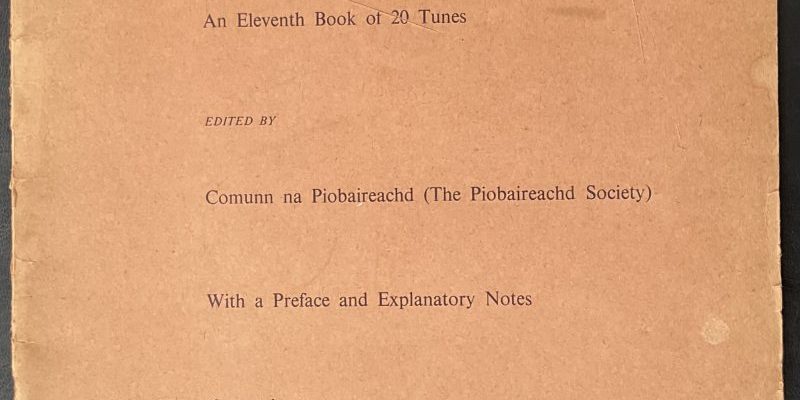 An Eleventh Book of 20 Tunes
EDITED BY
Comunn na Piobaireachd (The Piobaireachd Society)
With a Preface and Explanatory Notes